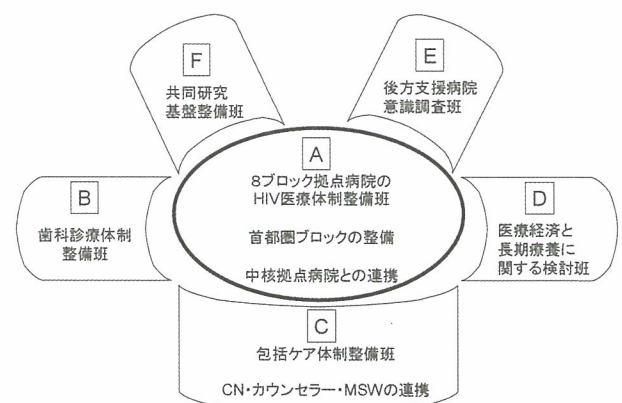 F
共同研究
基盤整備班
E
後方支援病院
意識調査班
A
8ブロック拠点病院の
HIV医療体制整備班
首都圏ブロックの整備
中核拠点病院との連携
B
歯科診療体制
整備班
D
医療経済と
長期療養に
関する検討班
C
包括ケア体制整備班
CN・カウンセラー・MSWの連携